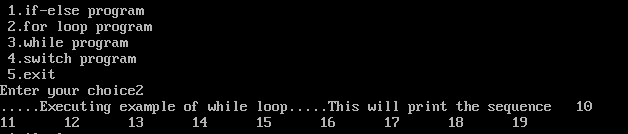 1.if-else program
2.for loop program
3.while program
4.switch program
5.exit
Enter your choice2
.....Executing example of while loop.....This will print the sequence   10
11      12      13      14      15      16      17      18      19